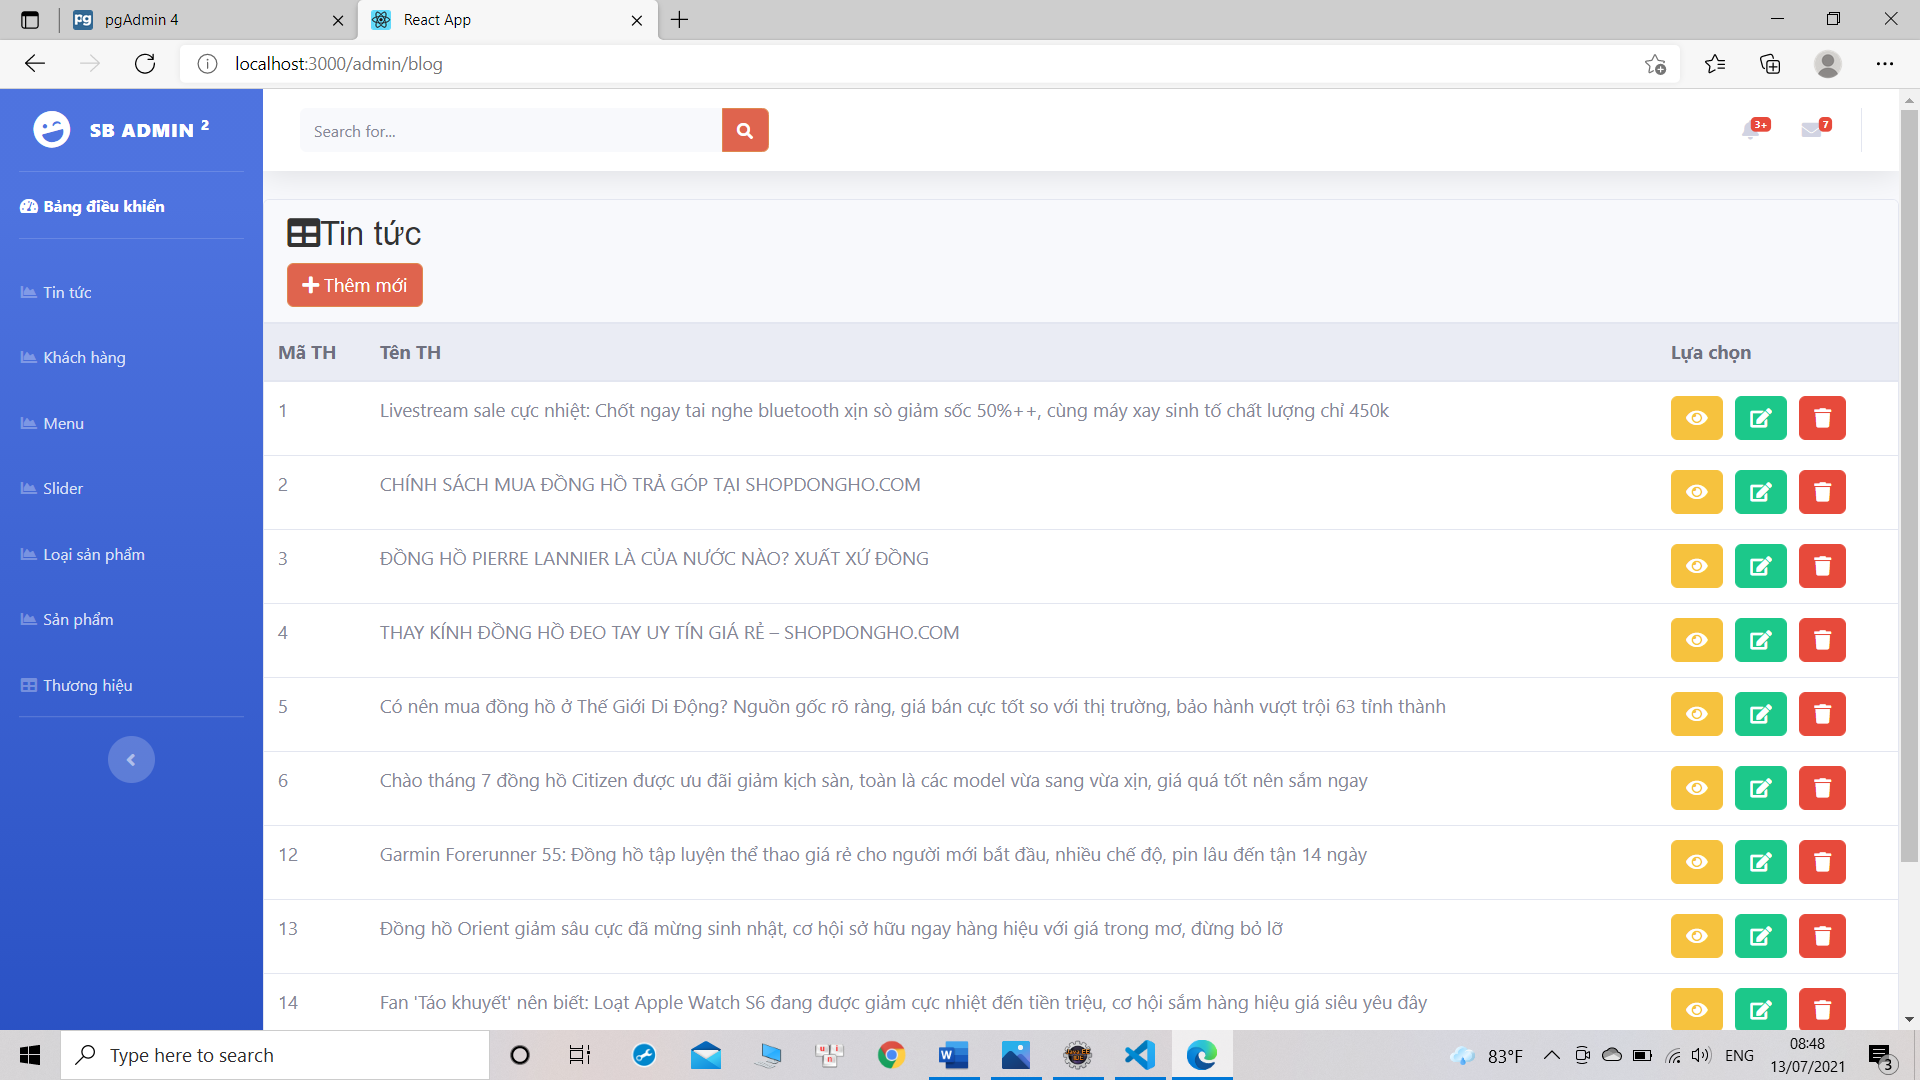 pgAdmin 4
React App
localhost:3000/admin/blog
SB ADMIN 2
Search for...
3+
7
Bảng điều khiển
Tin tức
Khách hàng
Menu
Slider
Loại sản phẩm
Sản phẩm
Thương hiệu
Tin tức
Thêm mới
Mã TH Tên TH Lựa chọn
1 Livestream sale cực nhiệt: Chốt ngay tai nghe bluetooth xịn sò giảm sốc 50%++, cùng máy xay sinh tố chất lượng chỉ 450k
2 CHÍNH SÁCH MUA ĐỒNG HỒ TRẢ GÓP TẠI SHOPDONGHO.COM
3 ĐỒNG HỒ PIERRE LANNIER LÀ CỦA NƯỚC NÀO? XUẤT XỨ ĐỒNG
4 THAY KÍNH ĐỒNG HỒ ĐEO TAY UY TÍN GIÁ RẺ – SHOPDONGHO.COM
5 Có nên mua đồng hồ ở Thế Giới Di Động? Nguồn gốc rõ ràng, giá bán cực tốt so với thị trường, bảo hành vượt trội 63 tỉnh thành
6 Chào tháng 7 đồng hồ Citizen được ưu đãi giảm kịch sàn, toàn là các model vừa sang vừa xịn, giá quá tốt nên sắm ngay
12 Garmin Forerunner 55: Đồng hồ tập luyện thể thao giá rẻ cho người mới bắt đầu, nhiều chế độ, pin lâu đến tận 14 ngày
13 Đồng hồ Orient giảm sâu cực đã mừng sinh nhật, cơ hội sở hữu ngay hàng hiệu với giá trong mơ, đừng bỏ lỡ
14 Fan 'Táo khuyết' nên biết: Loạt Apple Watch S6 đang được giảm cực nhiệt đến tiền triệu, cơ hội sắm hàng hiệu giá siêu yêu đây
Type here to search
83°F
ENG
08:48
13/07/2021
3